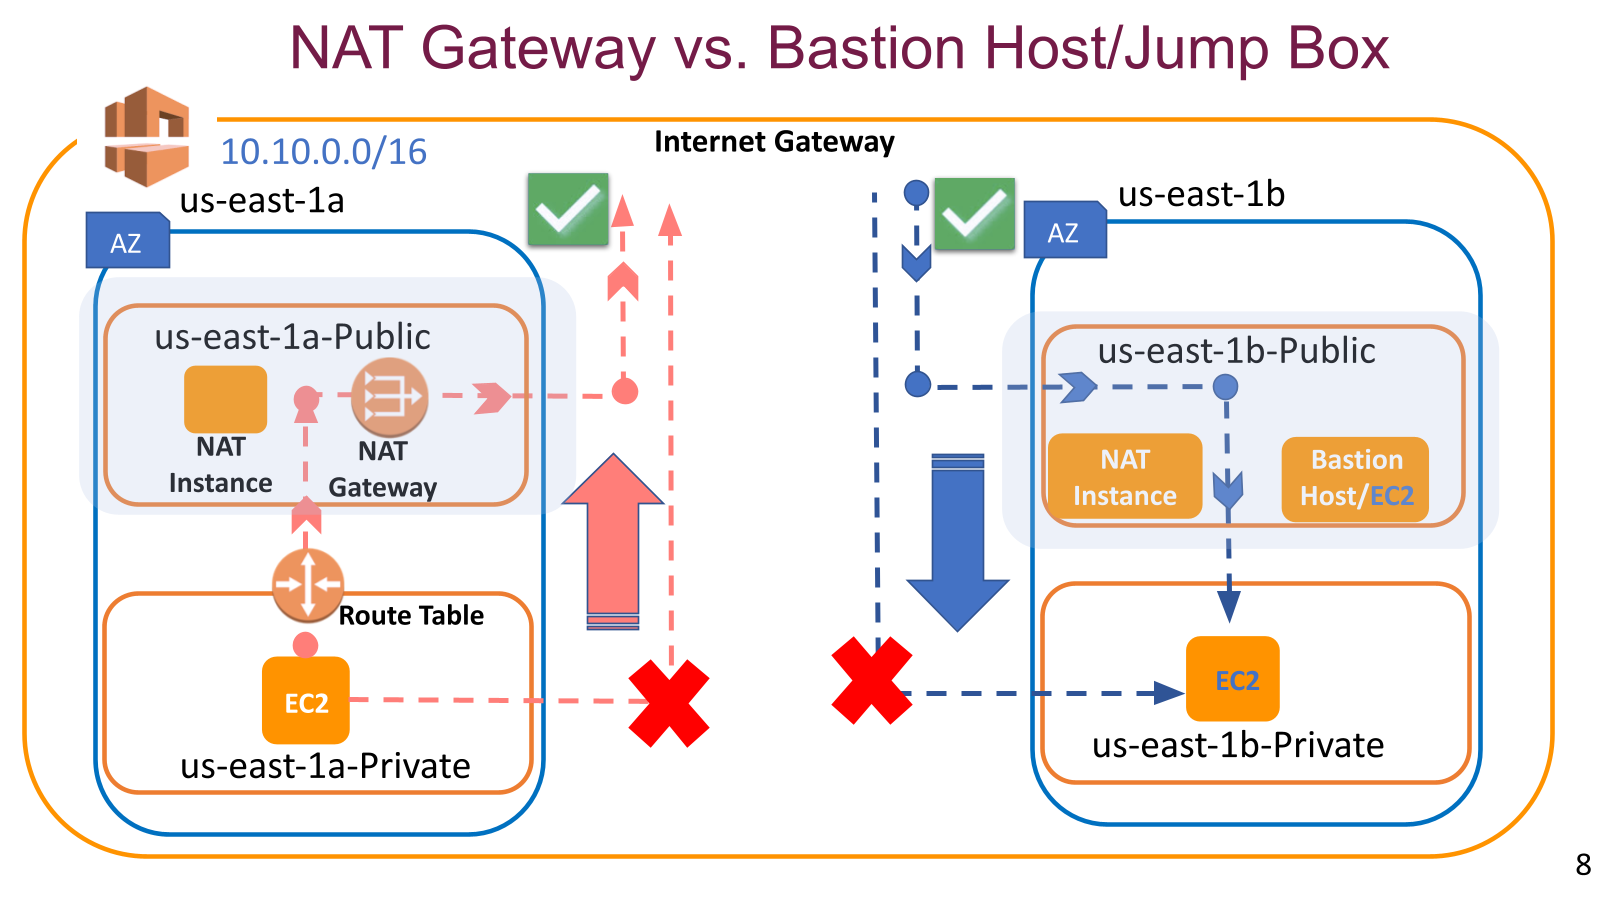 NAT Gateway vs. Bastion Host/Jump Box
10.10.0.0/16
Internet Gateway
us-east-1a
AZ
us-east-1a-Public
NAT
Instance
NAT
Gateway
Route Table
EC2
us-east-1a-Private
us-east-1b
AZ
us-east-1b-Public
NAT
Instance
Bastion
Host/EC2
EC2
us-east-1b-Private
8